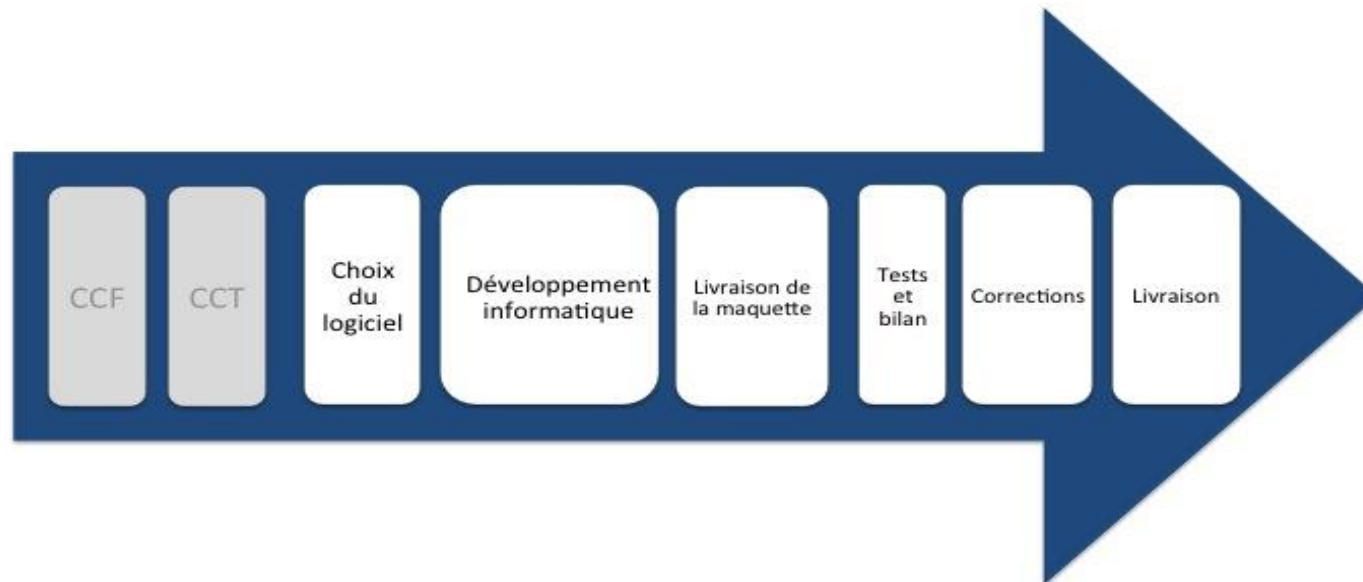 CCF
CCT
Choix
du
logiciel
Développement
informatique
Livraison de
la maquette
Tests
et
bilan
Corrections
Livraison